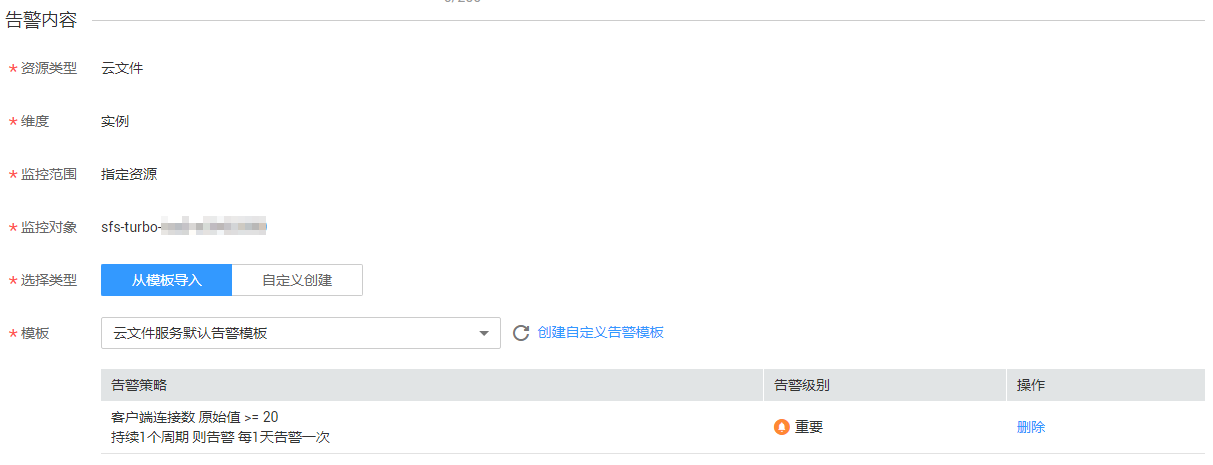 告警内容
* 资源类型 云文件
* 维度 实例
* 监控范围 指定资源
* 监控对象 sfs-turbo-
* 选择类型 从模板导入 自定义创建
* 模板 云文件服务默认告警模板 创建自定义告警模板
告警策略 告警级别 操作
客户端连接数 原始值 >= 20
持续1个周期 则告警 每1天告警一次
重要 删除